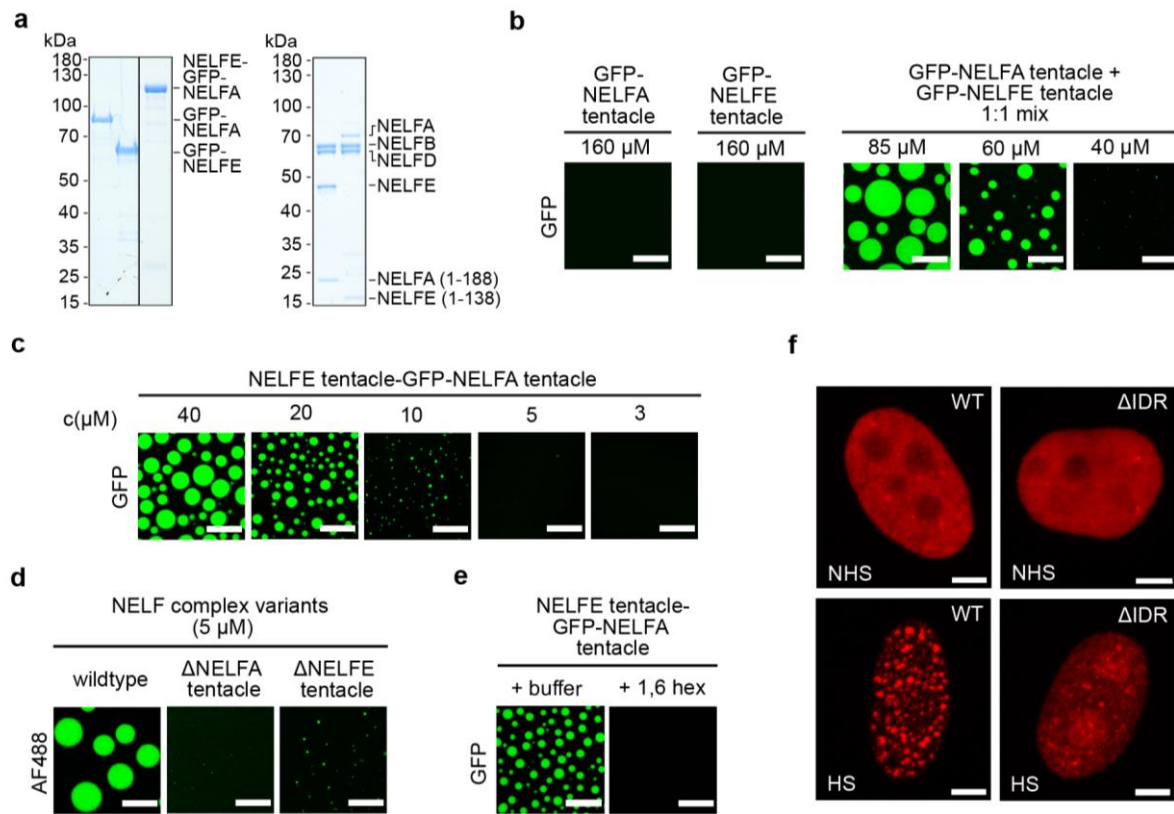 a
kDa
180
130
100
70
50
40
35
25
15
NELFE-
GFP-
NELFA
GFP-
NELFA
GFP-
NELFE
kDa
180
130
100
70
50
40
35
25
15
NELFA
NELFB
NELFD
NELFE
NELFA (1-188)
NELFE (1-138)
b
GFP-
NELFA
tentacle
160 µM
GFP-
NELFE
tentacle
160 µM
GFP-NELFA tentacle +
GFP-NELFE tentacle
1:1 mix
85 µM 60 µM 40 µM
GFP
c
NELFE tentacle-GFP-NELFA tentacle
c(µM) 40 20 10 5 3
GFP
d
NELF complex variants
(5 µM)
wildtype
ΔNELFA
tentacle
ΔNELFE
tentacle
AF488
e
NELFE tentacle-
GFP-NELFA
tentacle
+ buffer + 1,6 hex
GFP
f
WT
NHS
ΔIDR
NHS
WT
HS
ΔIDR
HS